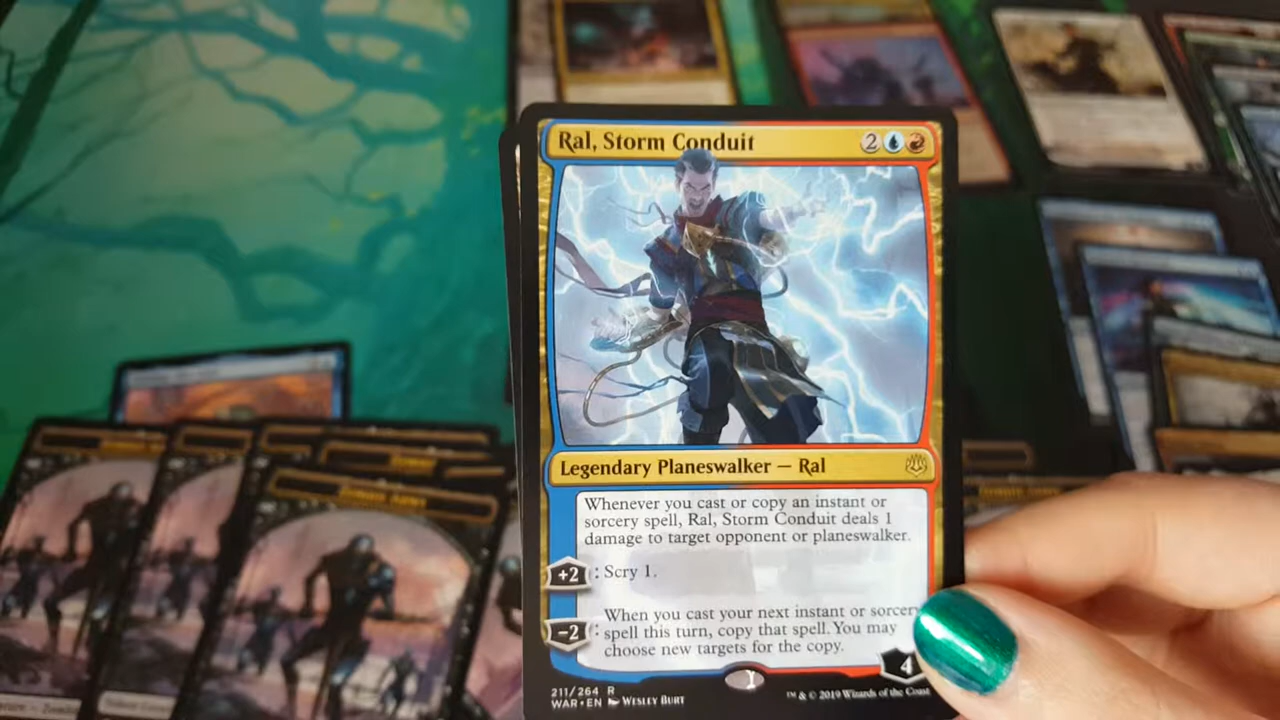 Ral, Storm Conduit 2
Legendary Planeswalker — Ral
Whenever you cast or copy an instant or
sorcery spell, Ral, Storm Conduit deals 1
damage to target opponent or planeswalker.
+2 : Scry 1.
When you cast your next instant or sorcery
−2 : spell this turn, copy that spell. You may
choose new targets for the copy.
4
211/264 R
WAR • EN Wesley Burt
™ & © 2019 Wizards of the Coast